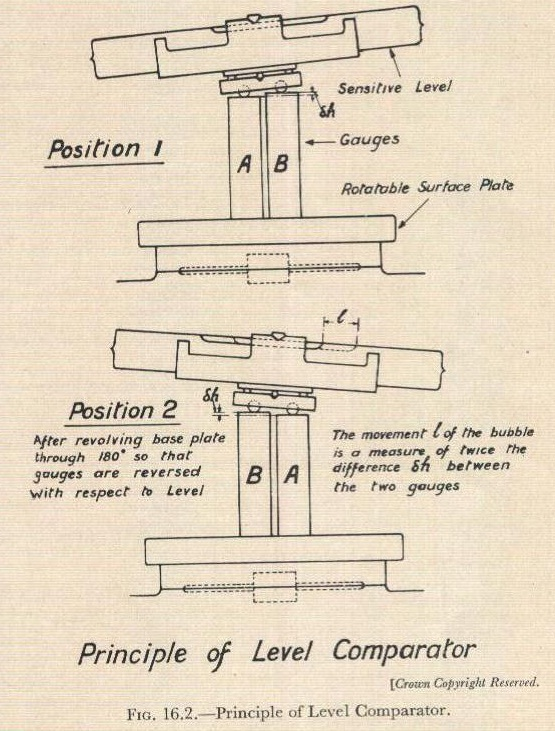 Sensitive Level
δh
Position 1
Gauges
A B
Rotatable Surface Plate
l
δh
Position 2
After revolving base plate
through 180° so that
gauges are reversed
with respect to Level
The movement l of the bubble
is a measure of twice the
difference δh between
the two gauges
B A
Principle of Level Comparator
[Crown Copyright Reserved.
FIG. 16.2.—Principle of Level Comparator.